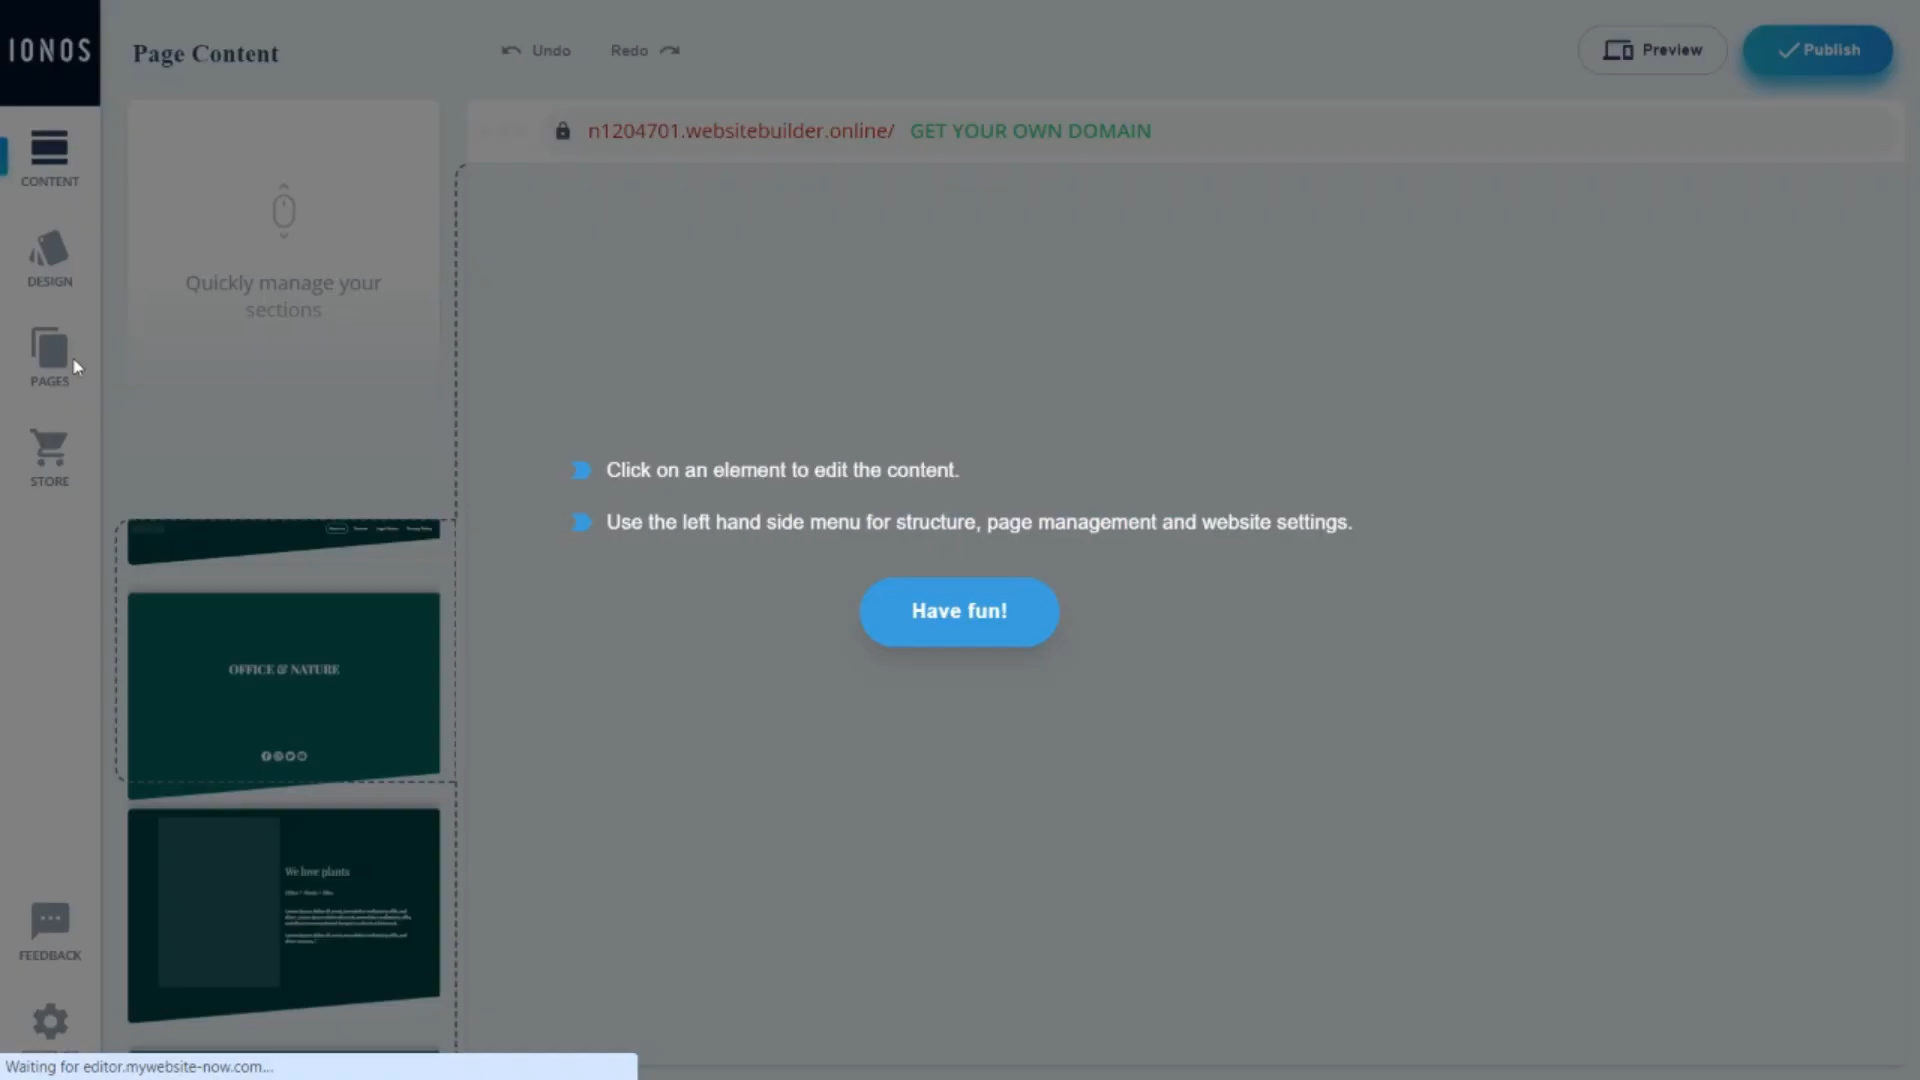 IONOS
Page Content
Undo
Redo
Preview
Publish
n1204701.websitebuilder.online/ GET YOUR OWN DOMAIN
CONTENT
DESIGN
PAGES
STORE
Quickly manage your
sections
Click on an element to edit the content.
Use the left hand side menu for structure, page management and website settings.
Have fun!
OFFICE & NATURE
We love plants
FEEDBACK
Waiting for editor.mywebsite-now.com...